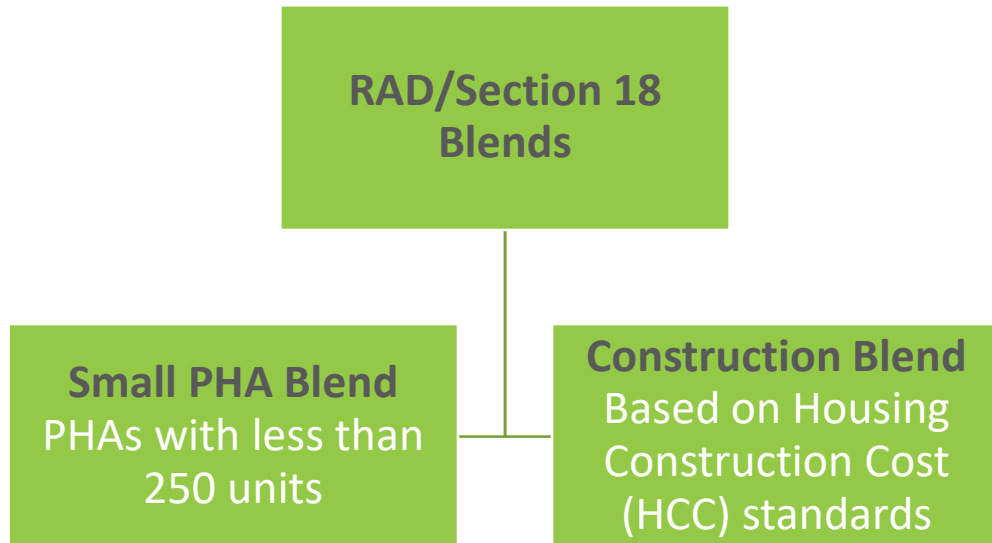 RAD/Section 18
Blends
Small PHA Blend
PHAs with less than
250 units
Construction Blend
Based on Housing
Construction Cost
(HCC) standards